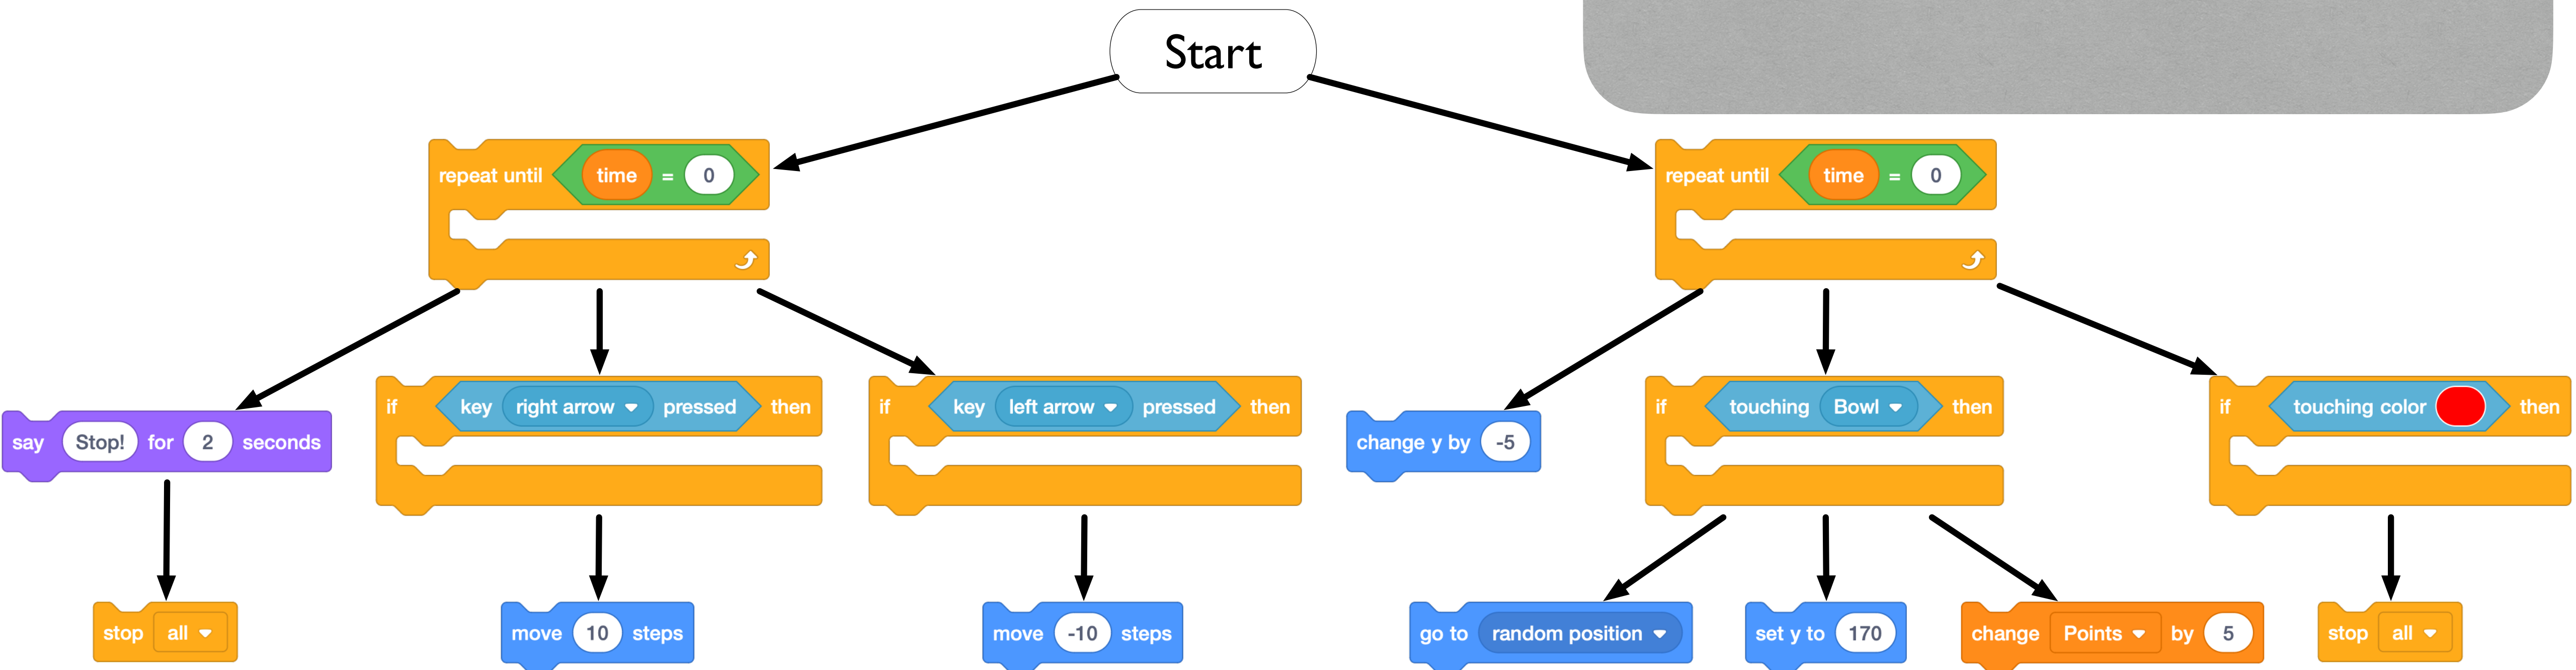 Start
repeat until time = 0
repeat until time = 0
say Stop! for 2 seconds
if key right arrow pressed then
if key left arrow pressed then
change y by -5
if touching Bowl then
if touching color then
stop all
move 10 steps
move -10 steps
go to random position
set y to 170
change Points by 5
stop all